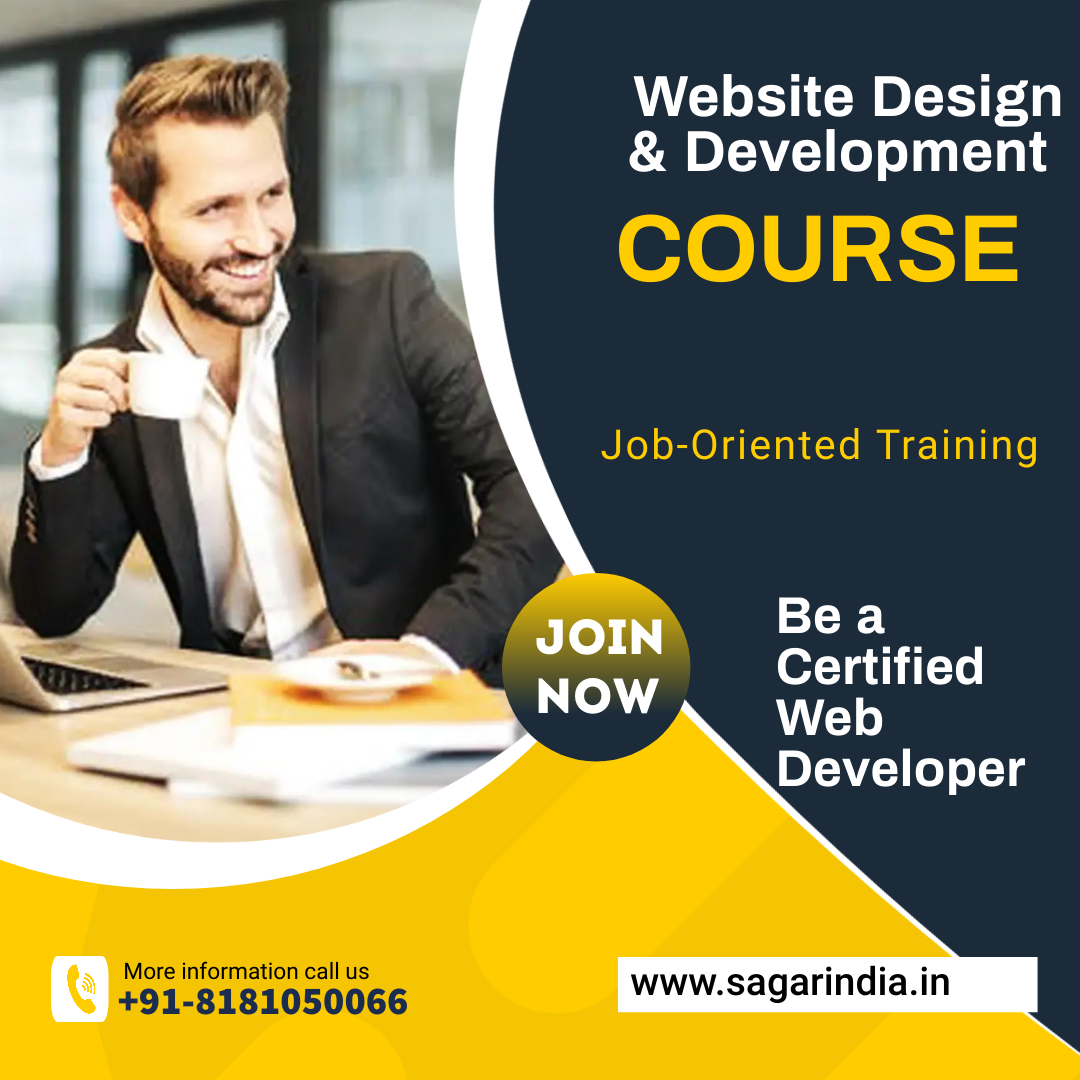 Website Design
& Development
COURSE
Job-Oriented Training
JOIN
NOW
Be a
Certified
Web
Developer
More information call us
+91-8181050066
www.sagarindia.in